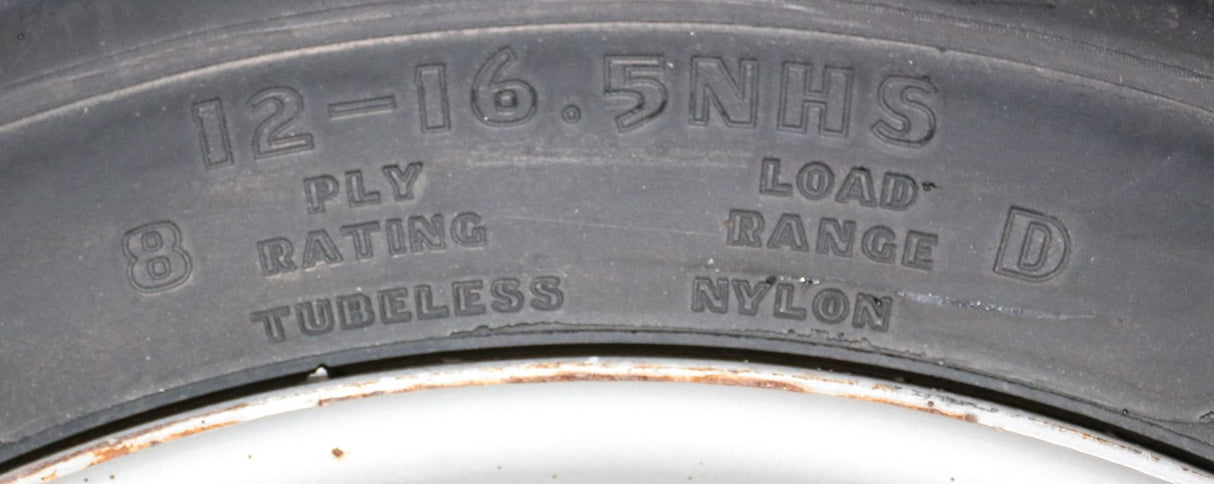 12-16.5NHS
8 PLY RATING
TUBELESS
LOAD RANGE D
NYLON